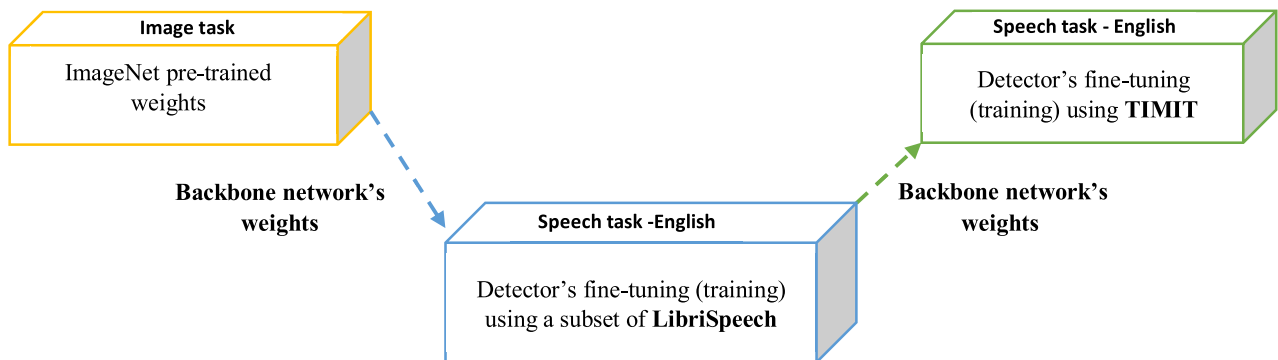 Image task
ImageNet pre-trained
weights
Backbone network's
weights
Speech task -English
Detector's fine-tuning (training)
using a subset of LibriSpeech
Speech task - English
Detector's fine-tuning
(training) using TIMIT
Backbone network's
weights